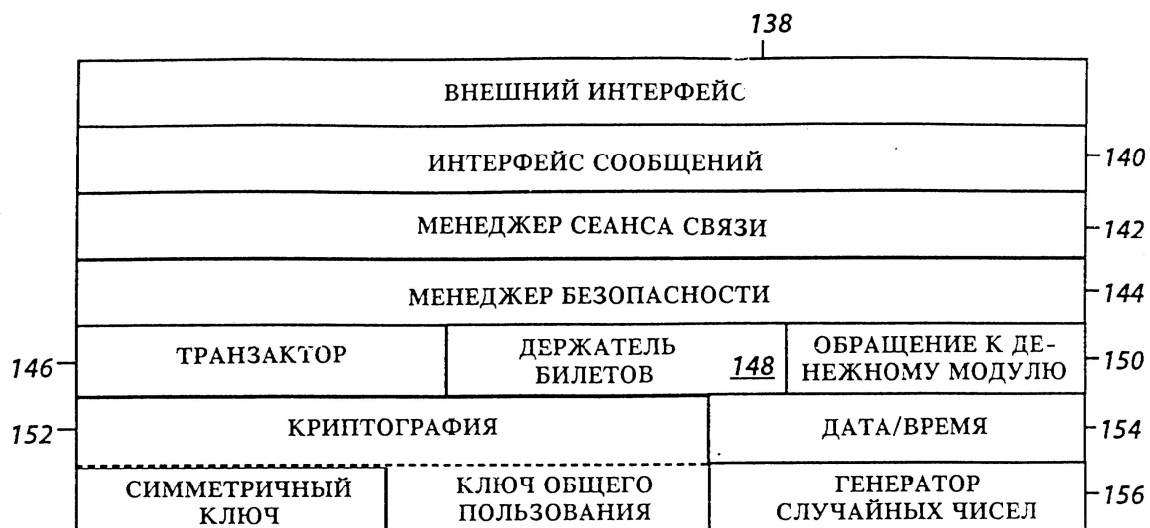 138
ВНЕШНИЙ ИНТЕРФЕЙС
ИНТЕРФЕЙС СООБЩЕНИЙ
140
МЕНЕДЖЕР СЕАНСА СВЯЗИ
142
МЕНЕДЖЕР БЕЗОПАСНОСТИ
144
146
ТРАНЗАКТОР
ДЕРЖАТЕЛЬ
БИЛЕТОВ
148
ОБРАЩЕНИЕ К ДЕ-
НЕЖНОМУ МОДУЛЮ
150
152
КРИПТОГРАФИЯ
ДАТА/ВРЕМЯ
154
СИММЕТРИЧНЫЙ
КЛЮЧ
КЛЮЧ ОБЩЕГО
ПОЛЬЗОВАНИЯ
ГЕНЕРАТОР
СЛУЧАЙНЫХ ЧИСЕЛ
156